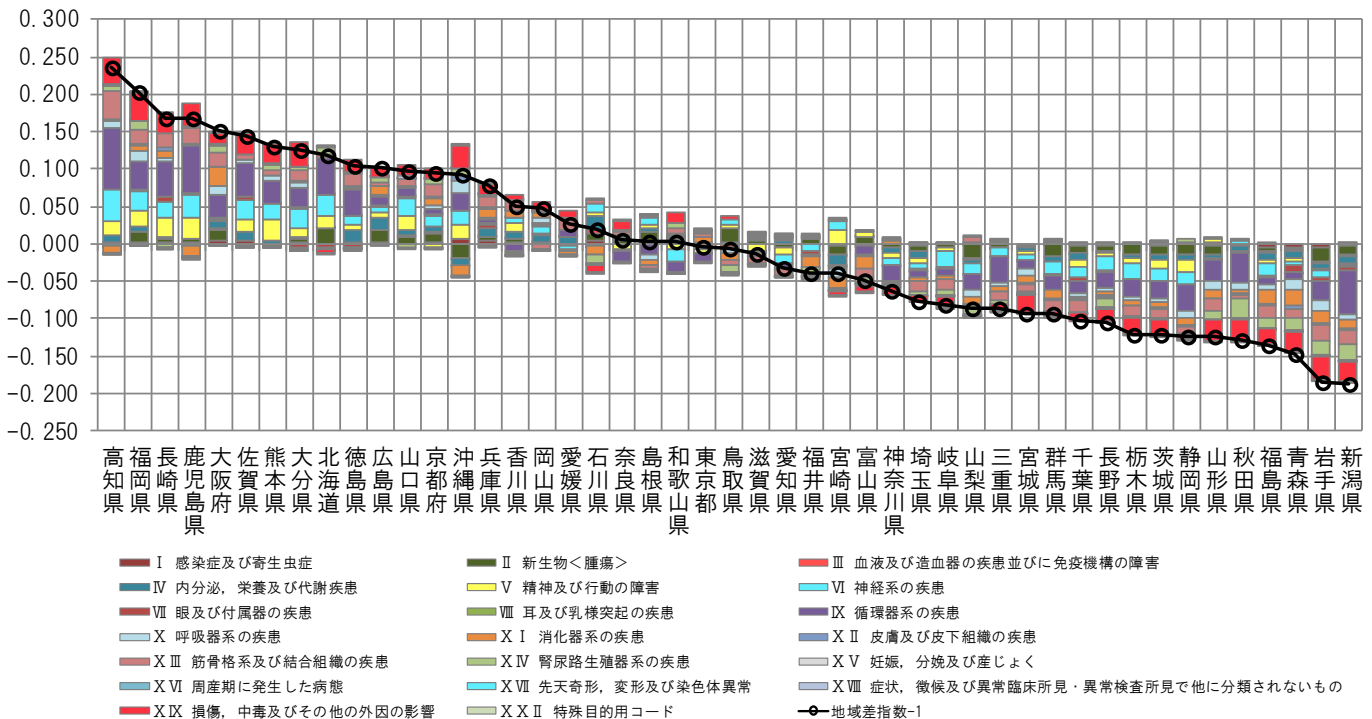 0.300
0.250
0.200
0.150
0.100
0.050
0.000
-0.050
-0.100
-0.150
-0.200
-0.250
高知県
福岡県
長崎県
鹿児島県
大阪府
佐賀県
熊本県
大分県
北海道
徳島県
広島県
山口県
京都府
沖縄県
兵庫県
香川県
岡山県
愛媛県
石川県
奈良県
島根県
和歌山県
東京都
鳥取県
滋賀県
愛知県
福井県
宮崎県
富山県
神奈川県
埼玉県
岐阜県
山梨県
三重県
宮城県
群馬県
千葉県
長野県
栃木県
茨城県
静岡県
山形県
秋田県
福島県
青森県
岩手県
新潟県
Ⅰ 感染症及び寄生虫症
Ⅱ 新生物＜腫瘍＞
Ⅲ 血液及び造血器の疾患並びに免疫機構の障害
Ⅳ 内分泌，栄養及び代謝疾患
Ⅴ 精神及び行動の障害
Ⅵ 神経系の疾患
Ⅶ 眼及び付属器の疾患
Ⅷ 耳及び乳様突起の疾患
Ⅸ 循環器系の疾患
Ⅹ 呼吸器系の疾患
ⅩⅠ 消化器系の疾患
ⅩⅡ 皮膚及び皮下組織の疾患
ⅩⅢ 筋骨格系及び結合組織の疾患
ⅩⅣ 腎尿路生殖器系の疾患
ⅩⅤ 妊娠，分娩及び産じょく
ⅩⅥ 周産期に発生した病態
ⅩⅦ 先天奇形，変形及び染色体異常
ⅩⅧ 症状，徴候及び異常臨床所見・異常検査所見で他に分類されないもの
ⅩⅨ 損傷，中毒及びその他の外因の影響
ⅩⅩⅡ 特殊目的用コード
地域差指数-1